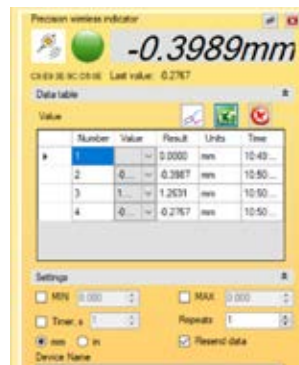 Precision wireless indicator
-0.3989mm
Last value: -0.2767
Data table
Value
Number Value Result Units Time
1 0.0000 mm 10:49:...
2 -0... -0.3987 mm 10:50:...
3 1.... 1.2631 mm 10:50:...
4 -0... -0.2767 mm 10:50:...
Settings
MIN 0.000 MAX 0.000
Timer, s 1 Repeats 1
mm in Resend data
Device Name